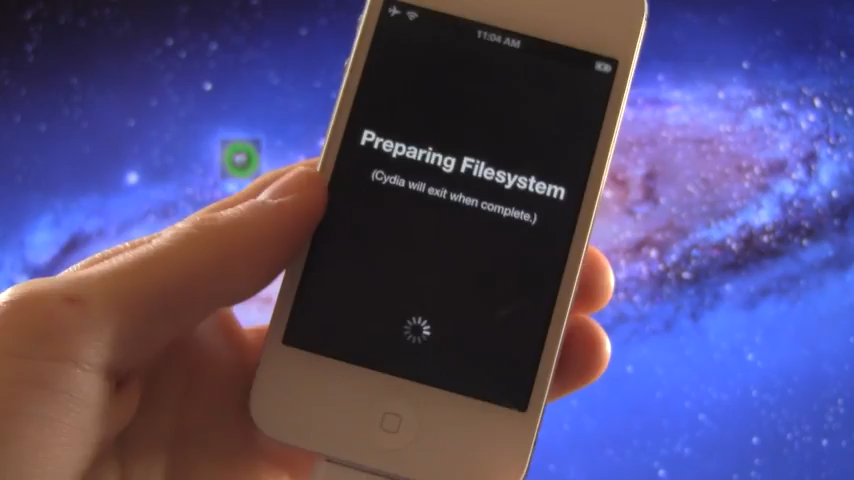 11:04 AM
Preparing Filesystem
(Cydia will exit when complete.)